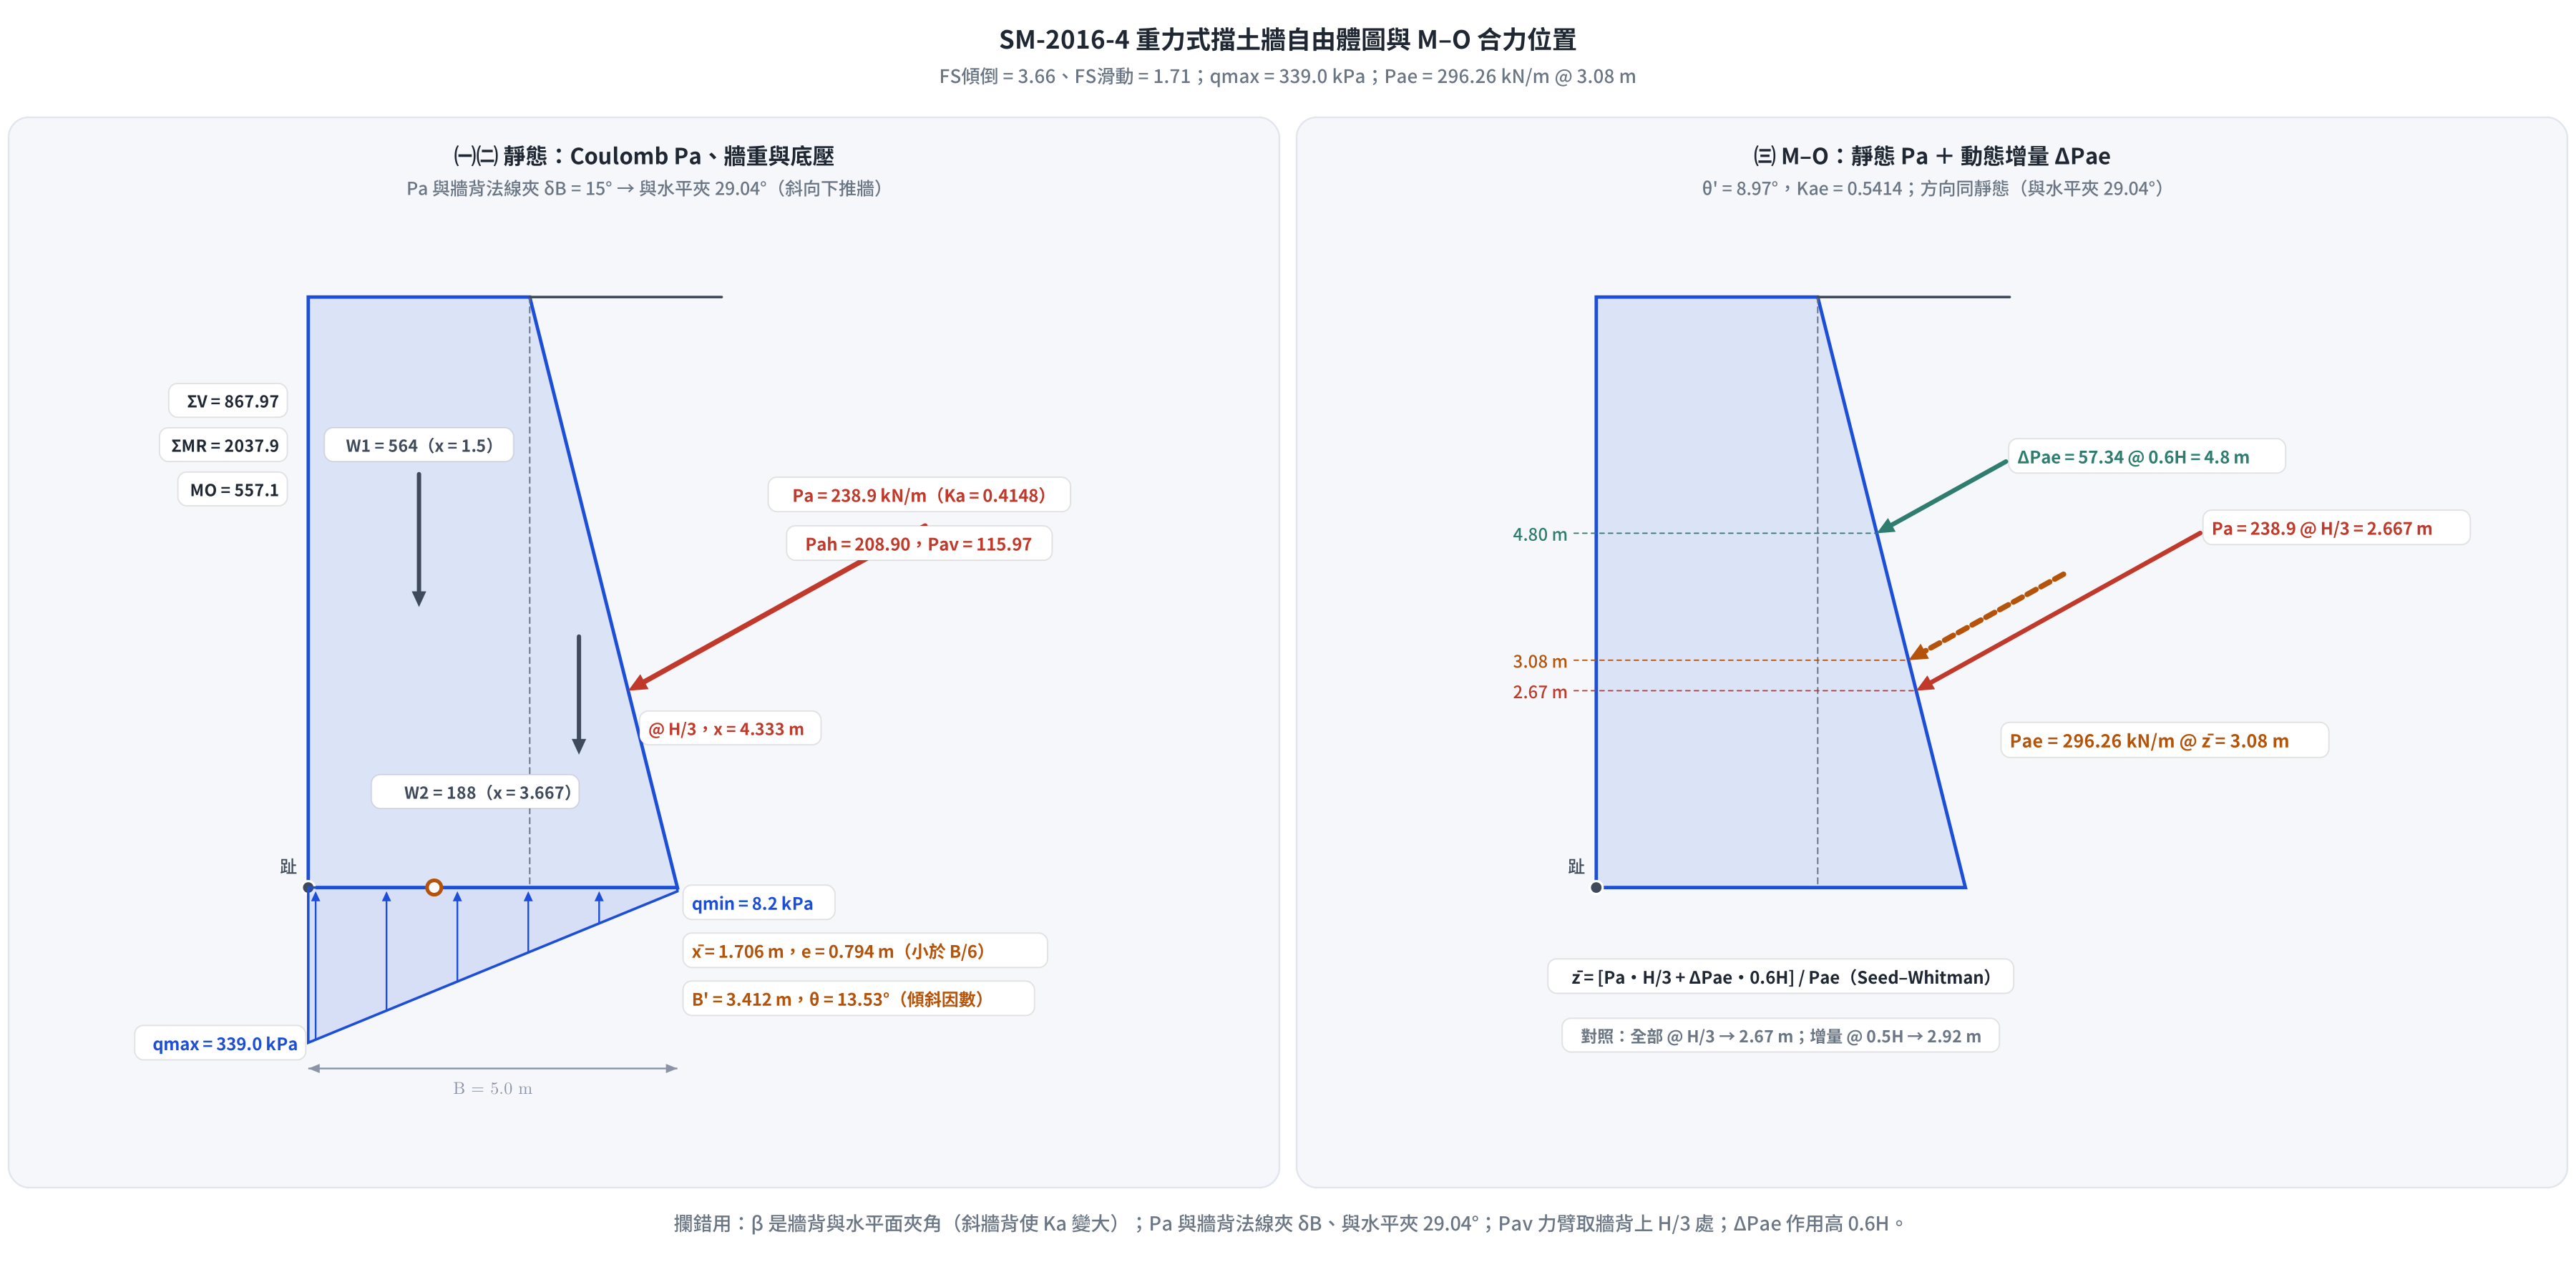 SM-2016-4 重力式擋土牆自由體圖與 M–O 合力位置
FS傾倒 = 3.66、FS滑動 = 1.71；qmax = 339.0 kPa；Pae = 296.26 kN/m @ 3.08 m
㈠㈡ 靜態：Coulomb Pa、牆重與底壓
Pa 與牆背法線夾 δB = 15° → 與水平夾 29.04°（斜向下推牆）
ΣV = 867.97
ΣMR = 2037.9
MO = 557.1
W1 = 564（x = 1.5）
Pa = 238.9 kN/m（Ka = 0.4148）
Pah = 208.90，Pav = 115.97
@ H/3，x = 4.333 m
W2 = 188（x = 3.667）
趾
qmin = 8.2 kPa
x̄ = 1.706 m，e = 0.794 m（小於 B/6）
B' = 3.412 m，θ = 13.53°（傾斜因數）
qmax = 339.0 kPa
B = 5.0 m
㈢ M–O：靜態 Pa ＋ 動態增量 ΔPae
θ' = 8.97°，Kae = 0.5414；方向同靜態（與水平夾 29.04°）
ΔPae = 57.34 @ 0.6H = 4.8 m
Pa = 238.9 @ H/3 = 2.667 m
4.80 m
3.08 m
2.67 m
Pae = 296.26 kN/m @ z̄ = 3.08 m
趾
z̄ = [Pa・H/3 + ΔPae・0.6H] / Pae（Seed–Whitman）
對照：全部 @ H/3 → 2.67 m；增量 @ 0.5H → 2.92 m
攔錯用：β 是牆背與水平面夾角（斜牆背使 Ka 變大）；Pa 與牆背法線夾 δB、與水平夾 29.04°；Pav 力臂取牆背上 H/3 處；ΔPae 作用高 0.6H。